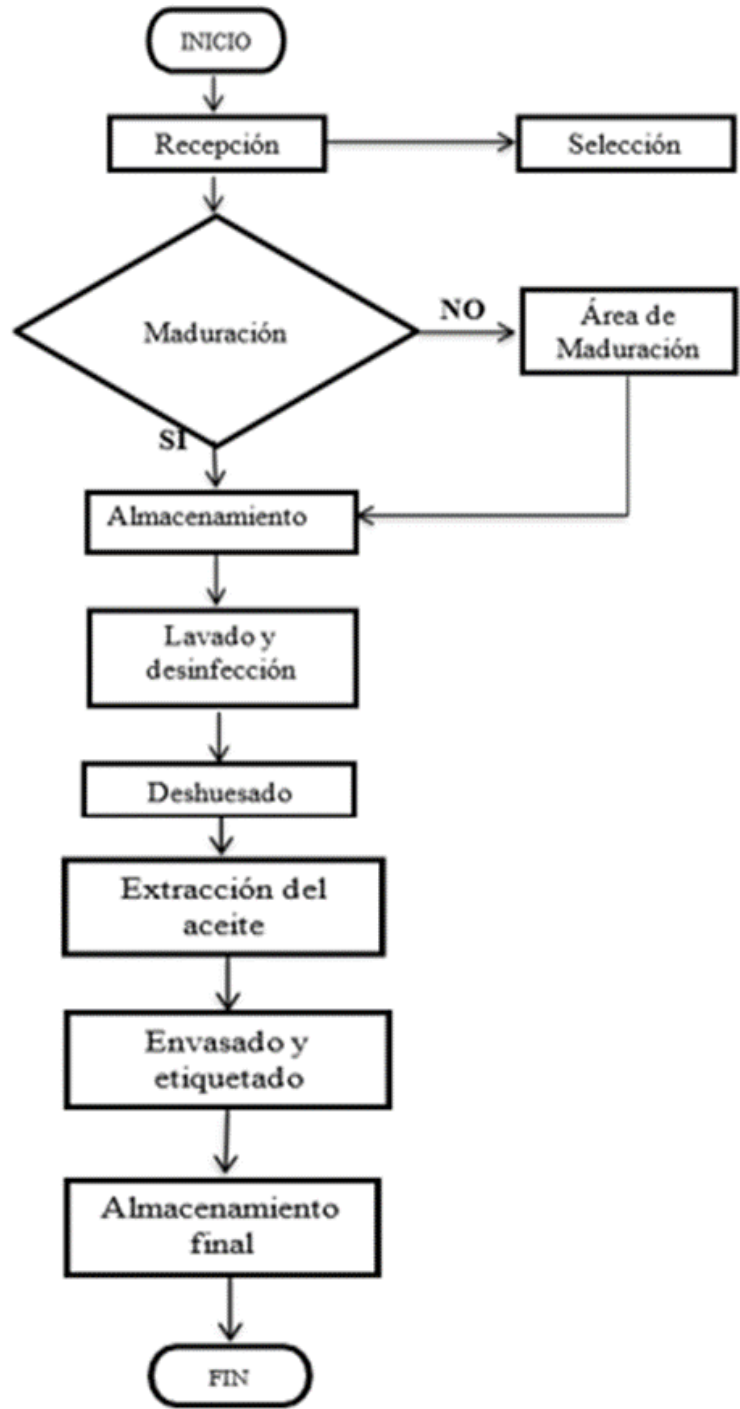 INICIO
Recepción
Selección
Maduración
NO
Área de
Maduración
SI
Almacenamiento
Lavado y
desinfección
Deshuesado
Extracción del
aceite
Envasado y
etiquetado
Almacenamiento
final
FIN